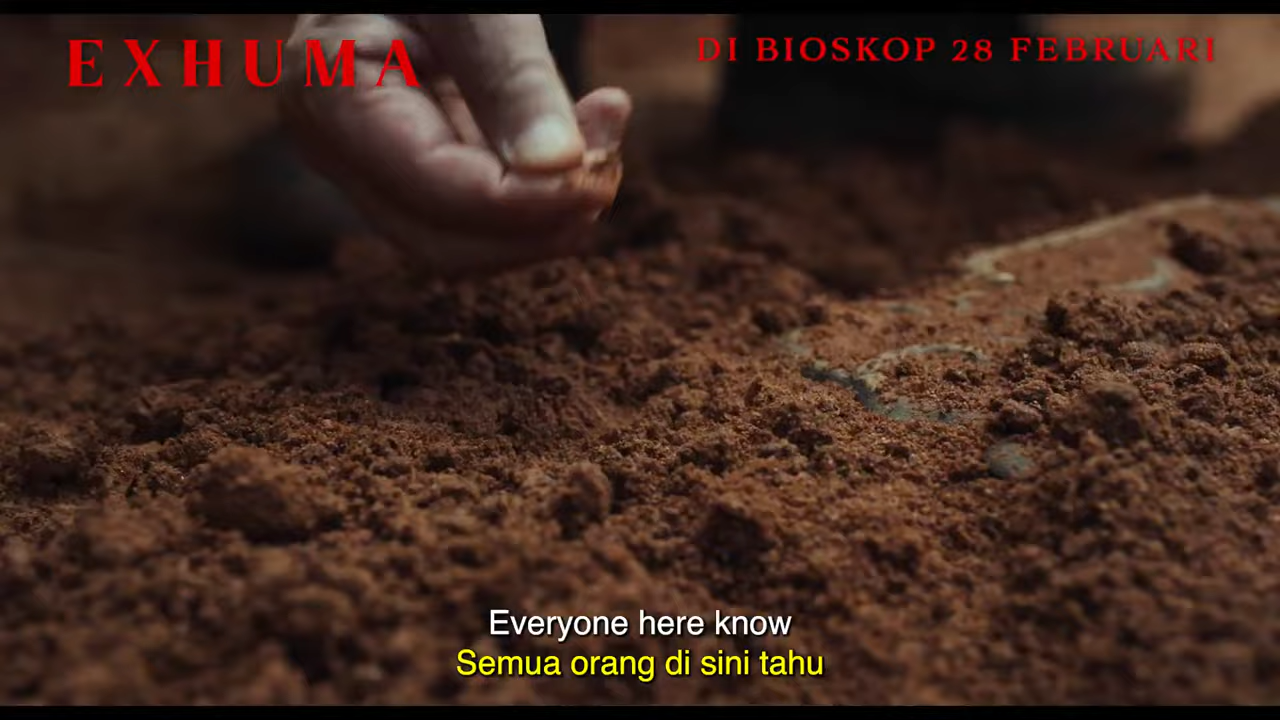 EXHUMA
DI BIOSKOP 28 FEBRUARI
Everyone here know
Semua orang di sini tahu